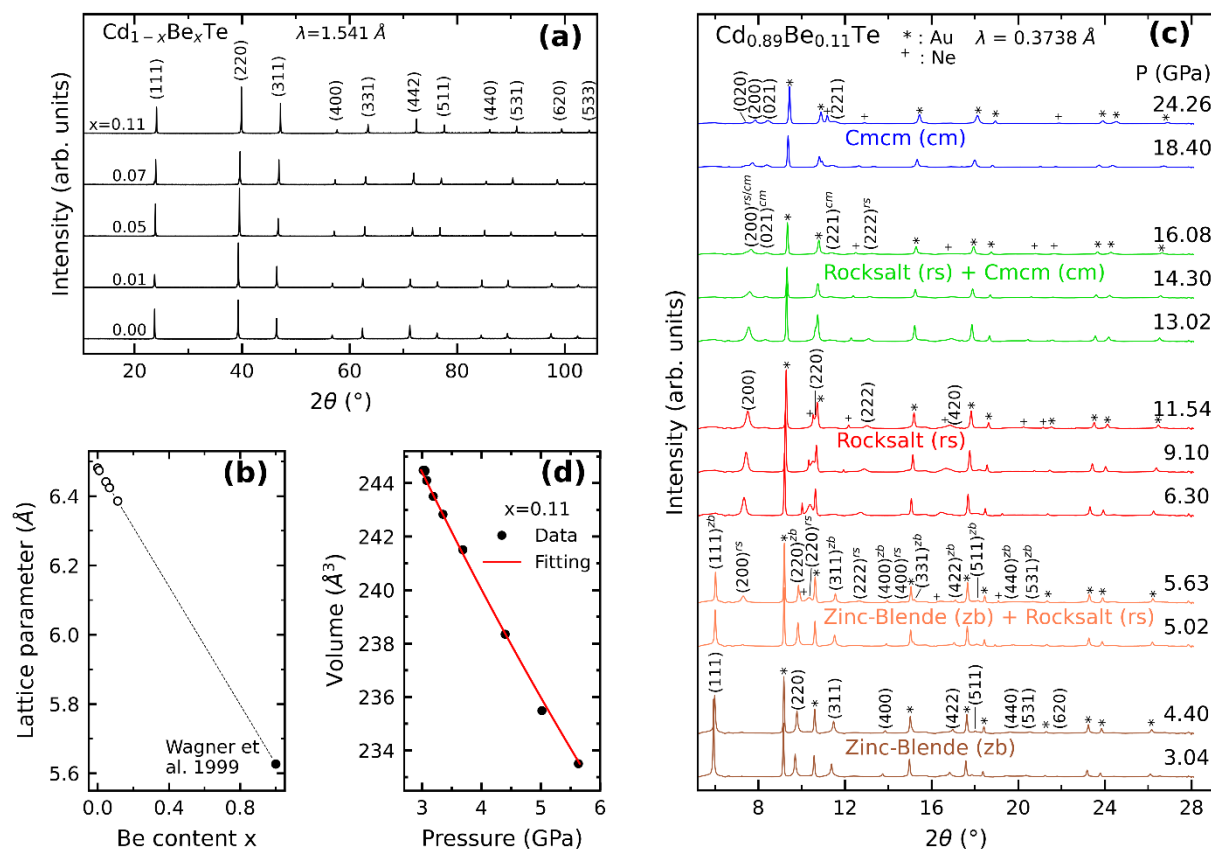 Cd₁₋ₓBeₓTe λ=1.541 Å (a)
(111)
(220)
(311)
(400)
(331)
(442)
(511)
(440)
(531)
(620)
(533)
x=0.11
0.07
0.05
0.01
0.00
Intensity (arb. units)
20 40 60 80 100
2θ (°)
(b)
6.4
6.2
6.0
5.8
5.6
Lattice parameter (Å)
Wagner et
al. 1999
0.0 0.4 0.8
Be content x
(d)
x=0.11
Data
Fitting
244
242
240
238
236
234
Volume (Å³)
3 4 5 6
Pressure (GPa)
Cd₀.₈₉Be₀.₁₁Te * : Au λ = 0.3738 Å (c)
+ : Ne
P (GPa)
(020)
(200)
(021)
* * + (221) + * * * + * * *
24.26
Cmcm (cm)
18.40
(200)ʳˢ/ᶜᵐ
(021)ᶜᵐ
* * (221)ᶜᵐ + (222)ʳˢ * + * * + + * * *
16.08
Rocksalt (rs) + Cmcm (cm)
14.30
13.02
(200) * + (220) * + (222) * + (420) * * + + * * * *
11.54
Rocksalt (rs)
9.10
6.30
(111)ᶻᵇ
(200)ʳˢ
*
(220)ᶻᵇ
+
(220)ʳˢ
*
(311)ᶻᵇ
(222)ʳˢ
(400)ᶻᵇ
(400)ʳˢ
*
(331)ᶻᵇ
+
(422)ᶻᵇ
*
(511)ᶻᵇ
* +
(440)ᶻᵇ
(531)ᶻᵇ
* * * *
5.63
Zinc-Blende (zb) + Rocksalt (rs)
5.02
(111)
*
(220)
*
(311)
(400)
*
(422)
*
(511)
*
(440)
(531)
*
(620)
* * *
4.40
Zinc-Blende (zb)
3.04
Intensity (arb. units)
8 12 16 20 24 28
2θ (°)